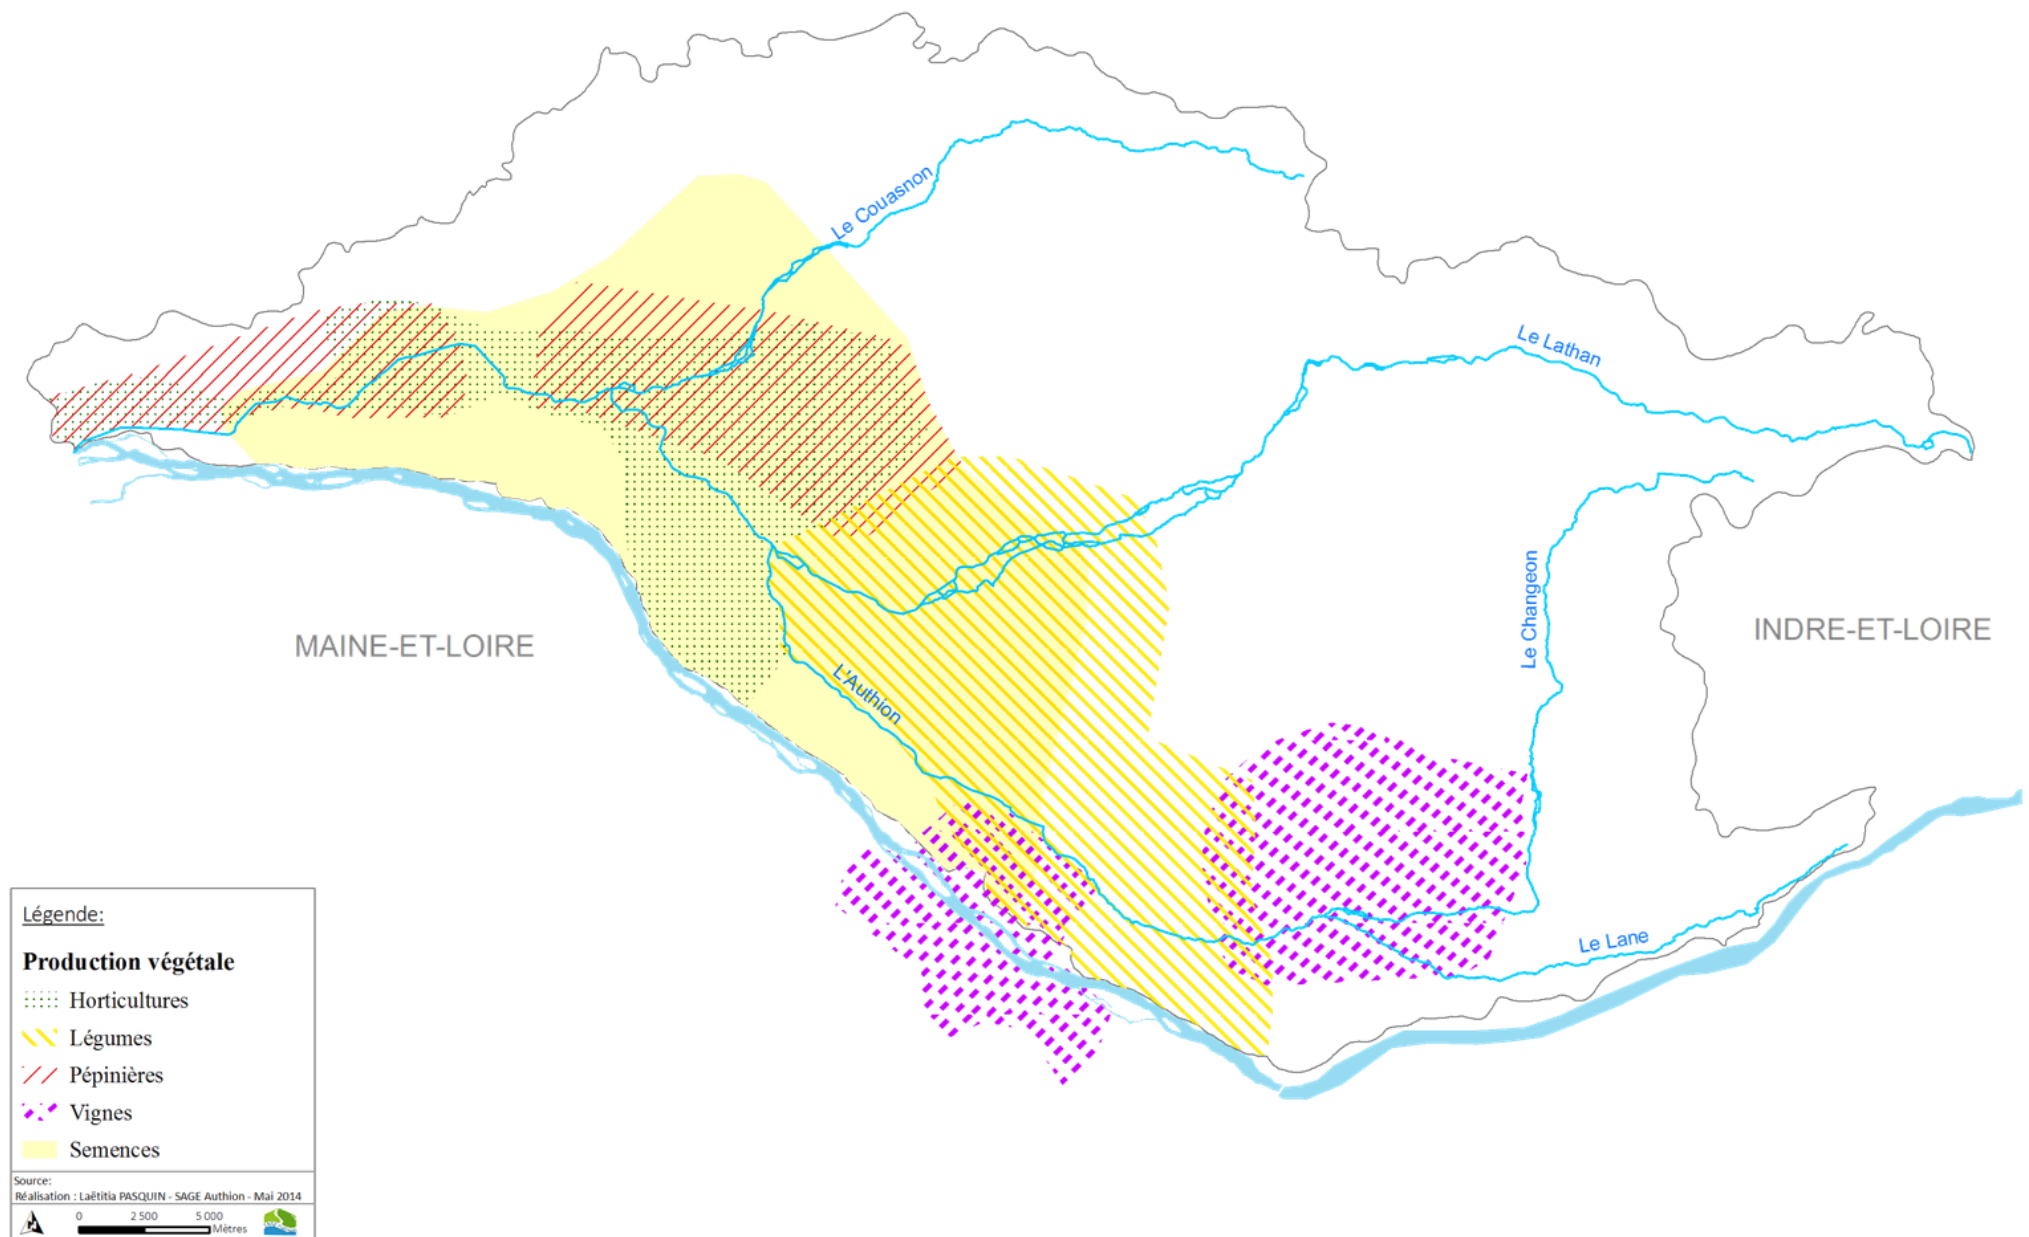 Le Couasnon
Le Lathan
Le Changeon
MAINE-ET-LOIRE
INDRE-ET-LOIRE
L'Authion
Le Lane
Légende:
Production végétale
Horticultures
Légumes
Pépinières
Vignes
Semences
Source:
Réalisation : Laëtitia PASQUIN - SAGE Authion - Mai 2014
0 2 500 5 000
Mètres